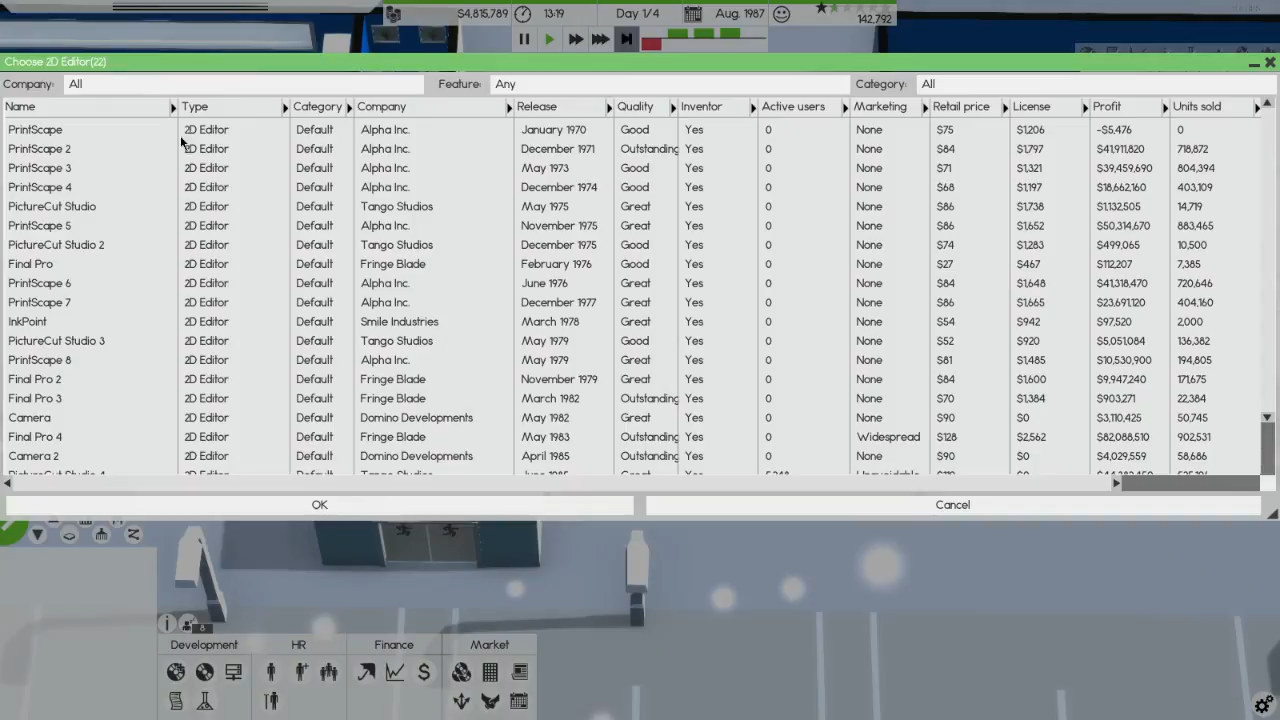 $4,815,789 13:19 Day 1/4 Aug. 1987 142,792
Choose 2D Editor(22)
Company: All Feature: Any Category: All
Name Type Category Company Release Quality Inventor Active users Marketing Retail price License Profit Units sold
PrintScape 2D Editor Default Alpha Inc. January 1970 Good Yes 0 None $75 $1,206 -$5,476 0
PrintScape 2 2D Editor Default Alpha Inc. December 1971 Outstanding Yes 0 None $84 $1,797 $41,911,820 718,872
PrintScape 3 2D Editor Default Alpha Inc. May 1973 Good Yes 0 None $71 $1,321 $39,459,690 804,394
PrintScape 4 2D Editor Default Alpha Inc. December 1974 Good Yes 0 None $68 $1,197 $18,662,160 403,109
PictureCut Studio 2D Editor Default Tango Studios May 1975 Great Yes 0 None $86 $1,738 $1,132,505 14,719
PrintScape 5 2D Editor Default Alpha Inc. November 1975 Great Yes 0 None $86 $1,652 $50,314,670 883,465
PictureCut Studio 2 2D Editor Default Tango Studios December 1975 Good Yes 0 None $74 $1,283 $499,065 10,500
Final Pro 2D Editor Default Fringe Blade February 1976 Good Yes 0 None $27 $467 $112,207 7,385
PrintScape 6 2D Editor Default Alpha Inc. June 1976 Great Yes 0 None $84 $1,648 $41,318,470 720,646
PrintScape 7 2D Editor Default Alpha Inc. December 1977 Great Yes 0 None $86 $1,665 $23,691,120 404,160
InkPoint 2D Editor Default Smile Industries March 1978 Great Yes 0 None $54 $942 $97,520 2,000
PictureCut Studio 3 2D Editor Default Tango Studios May 1979 Good Yes 0 None $52 $920 $5,051,084 136,382
PrintScape 8 2D Editor Default Alpha Inc. May 1979 Great Yes 0 None $81 $1,485 $10,530,900 194,805
Final Pro 2 2D Editor Default Fringe Blade November 1979 Great Yes 0 None $84 $1,600 $9,947,240 171,675
Final Pro 3 2D Editor Default Fringe Blade March 1982 Outstanding Yes 0 None $70 $1,384 $903,271 22,384
Camera 2D Editor Default Domino Developments May 1982 Great Yes 0 None $90 $0 $3,110,425 50,745
Final Pro 4 2D Editor Default Fringe Blade May 1983 Outstanding Yes 0 Widespread $128 $2,562 $82,088,510 902,531
Camera 2 2D Editor Default Domino Developments April 1985 Outstanding Yes 0 None $90 $0 $4,029,559 58,686
OK Cancel
8
Development HR Finance Market